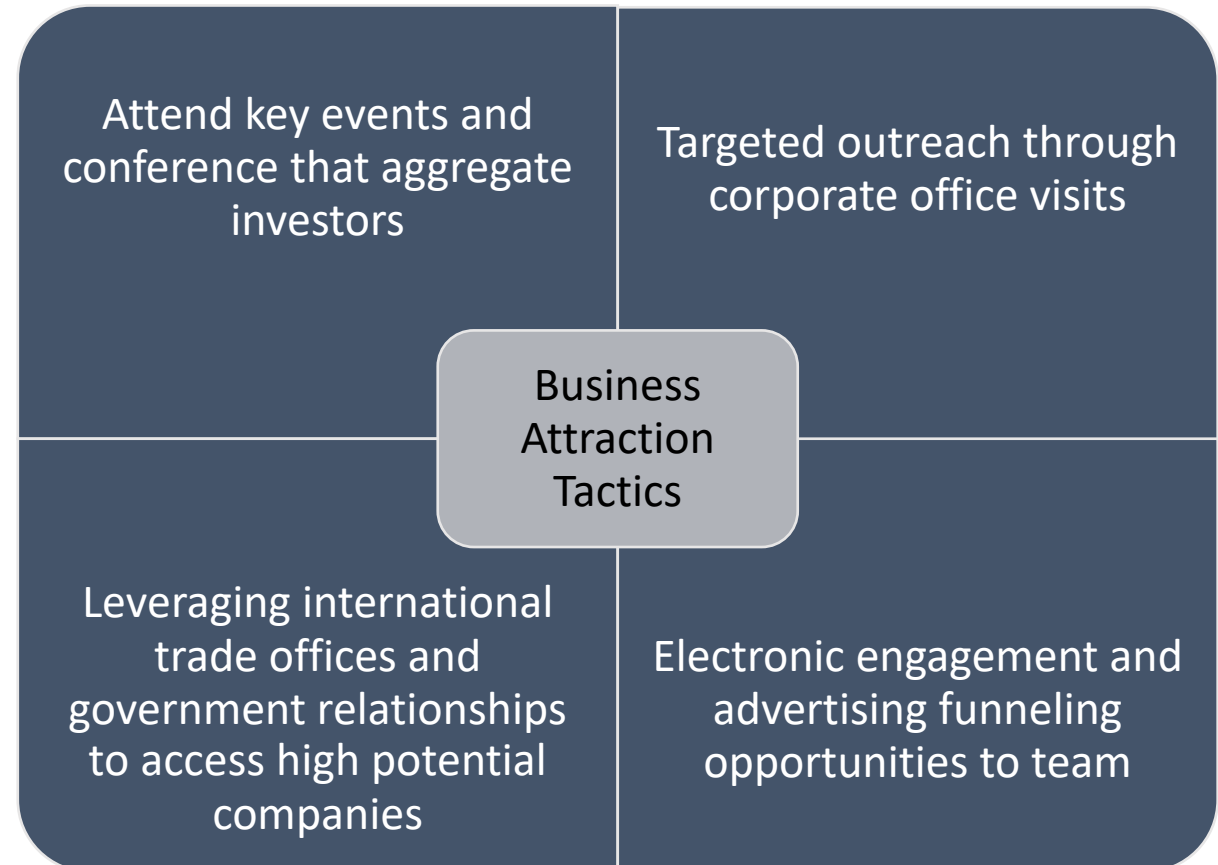 Attend key events and
conference that aggregate
investors
Targeted outreach through
corporate office visits
Business
Attraction
Tactics
Leveraging international
trade offices and
government relationships
to access high potential
companies
Electronic engagement and
advertising funneling
opportunities to team